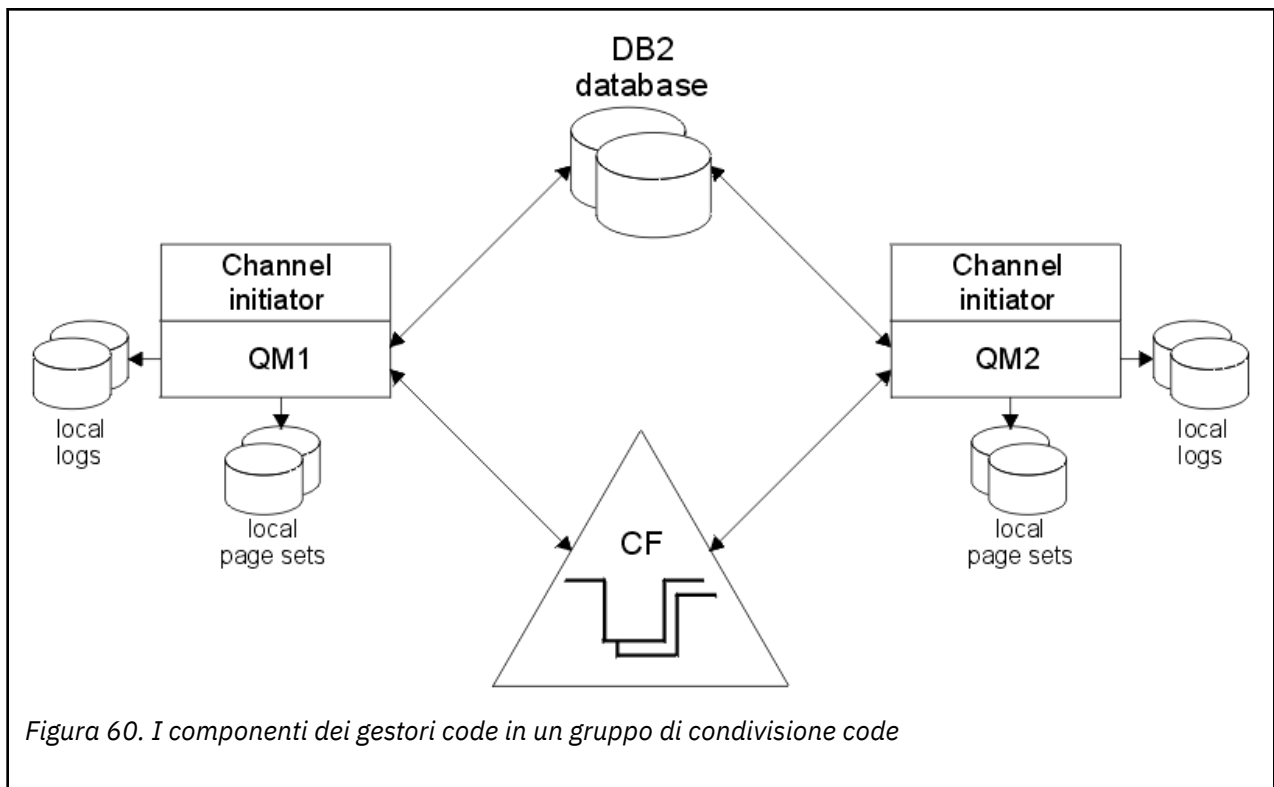 DB2
database
Channel
initiator
QM1
local
logs
local
page sets
Channel
initiator
QM2
local
logs
local
page sets
CF
Figura 60. I componenti dei gestori code in un gruppo di condivisione code